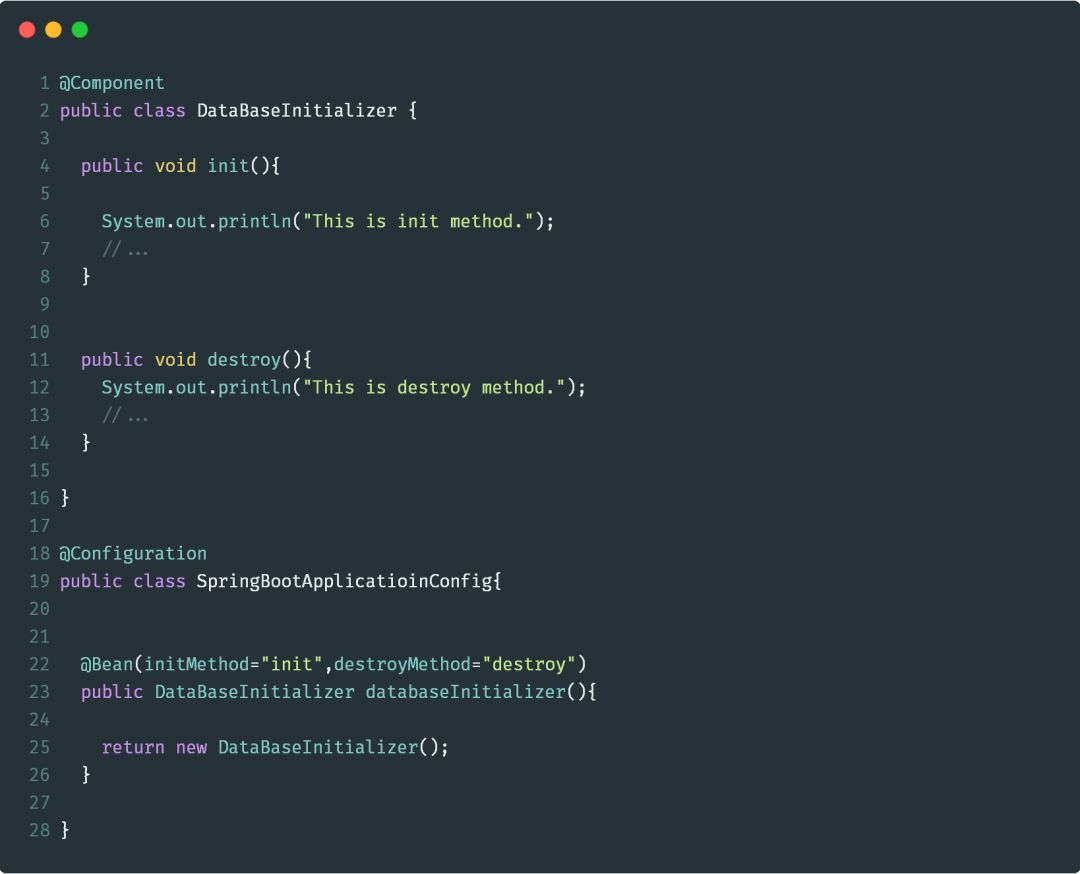 1 @Component
2 public class DataBaseInitializer {
3
4   public void init(){
5
6     System.out.println("This is init method.");
7     //...
8   }
9
10
11   public void destroy(){
12     System.out.println("This is destroy method.");
13     //...
14   }
15
16 }
17
18 @Configuration
19 public class SpringBootApplicatioinConfig{
20
21
22   @Bean(initMethod="init",destroyMethod="destroy")
23   public DataBaseInitializer databaseInitializer(){
24
25     return new DataBaseInitializer();
26   }
27
28 }